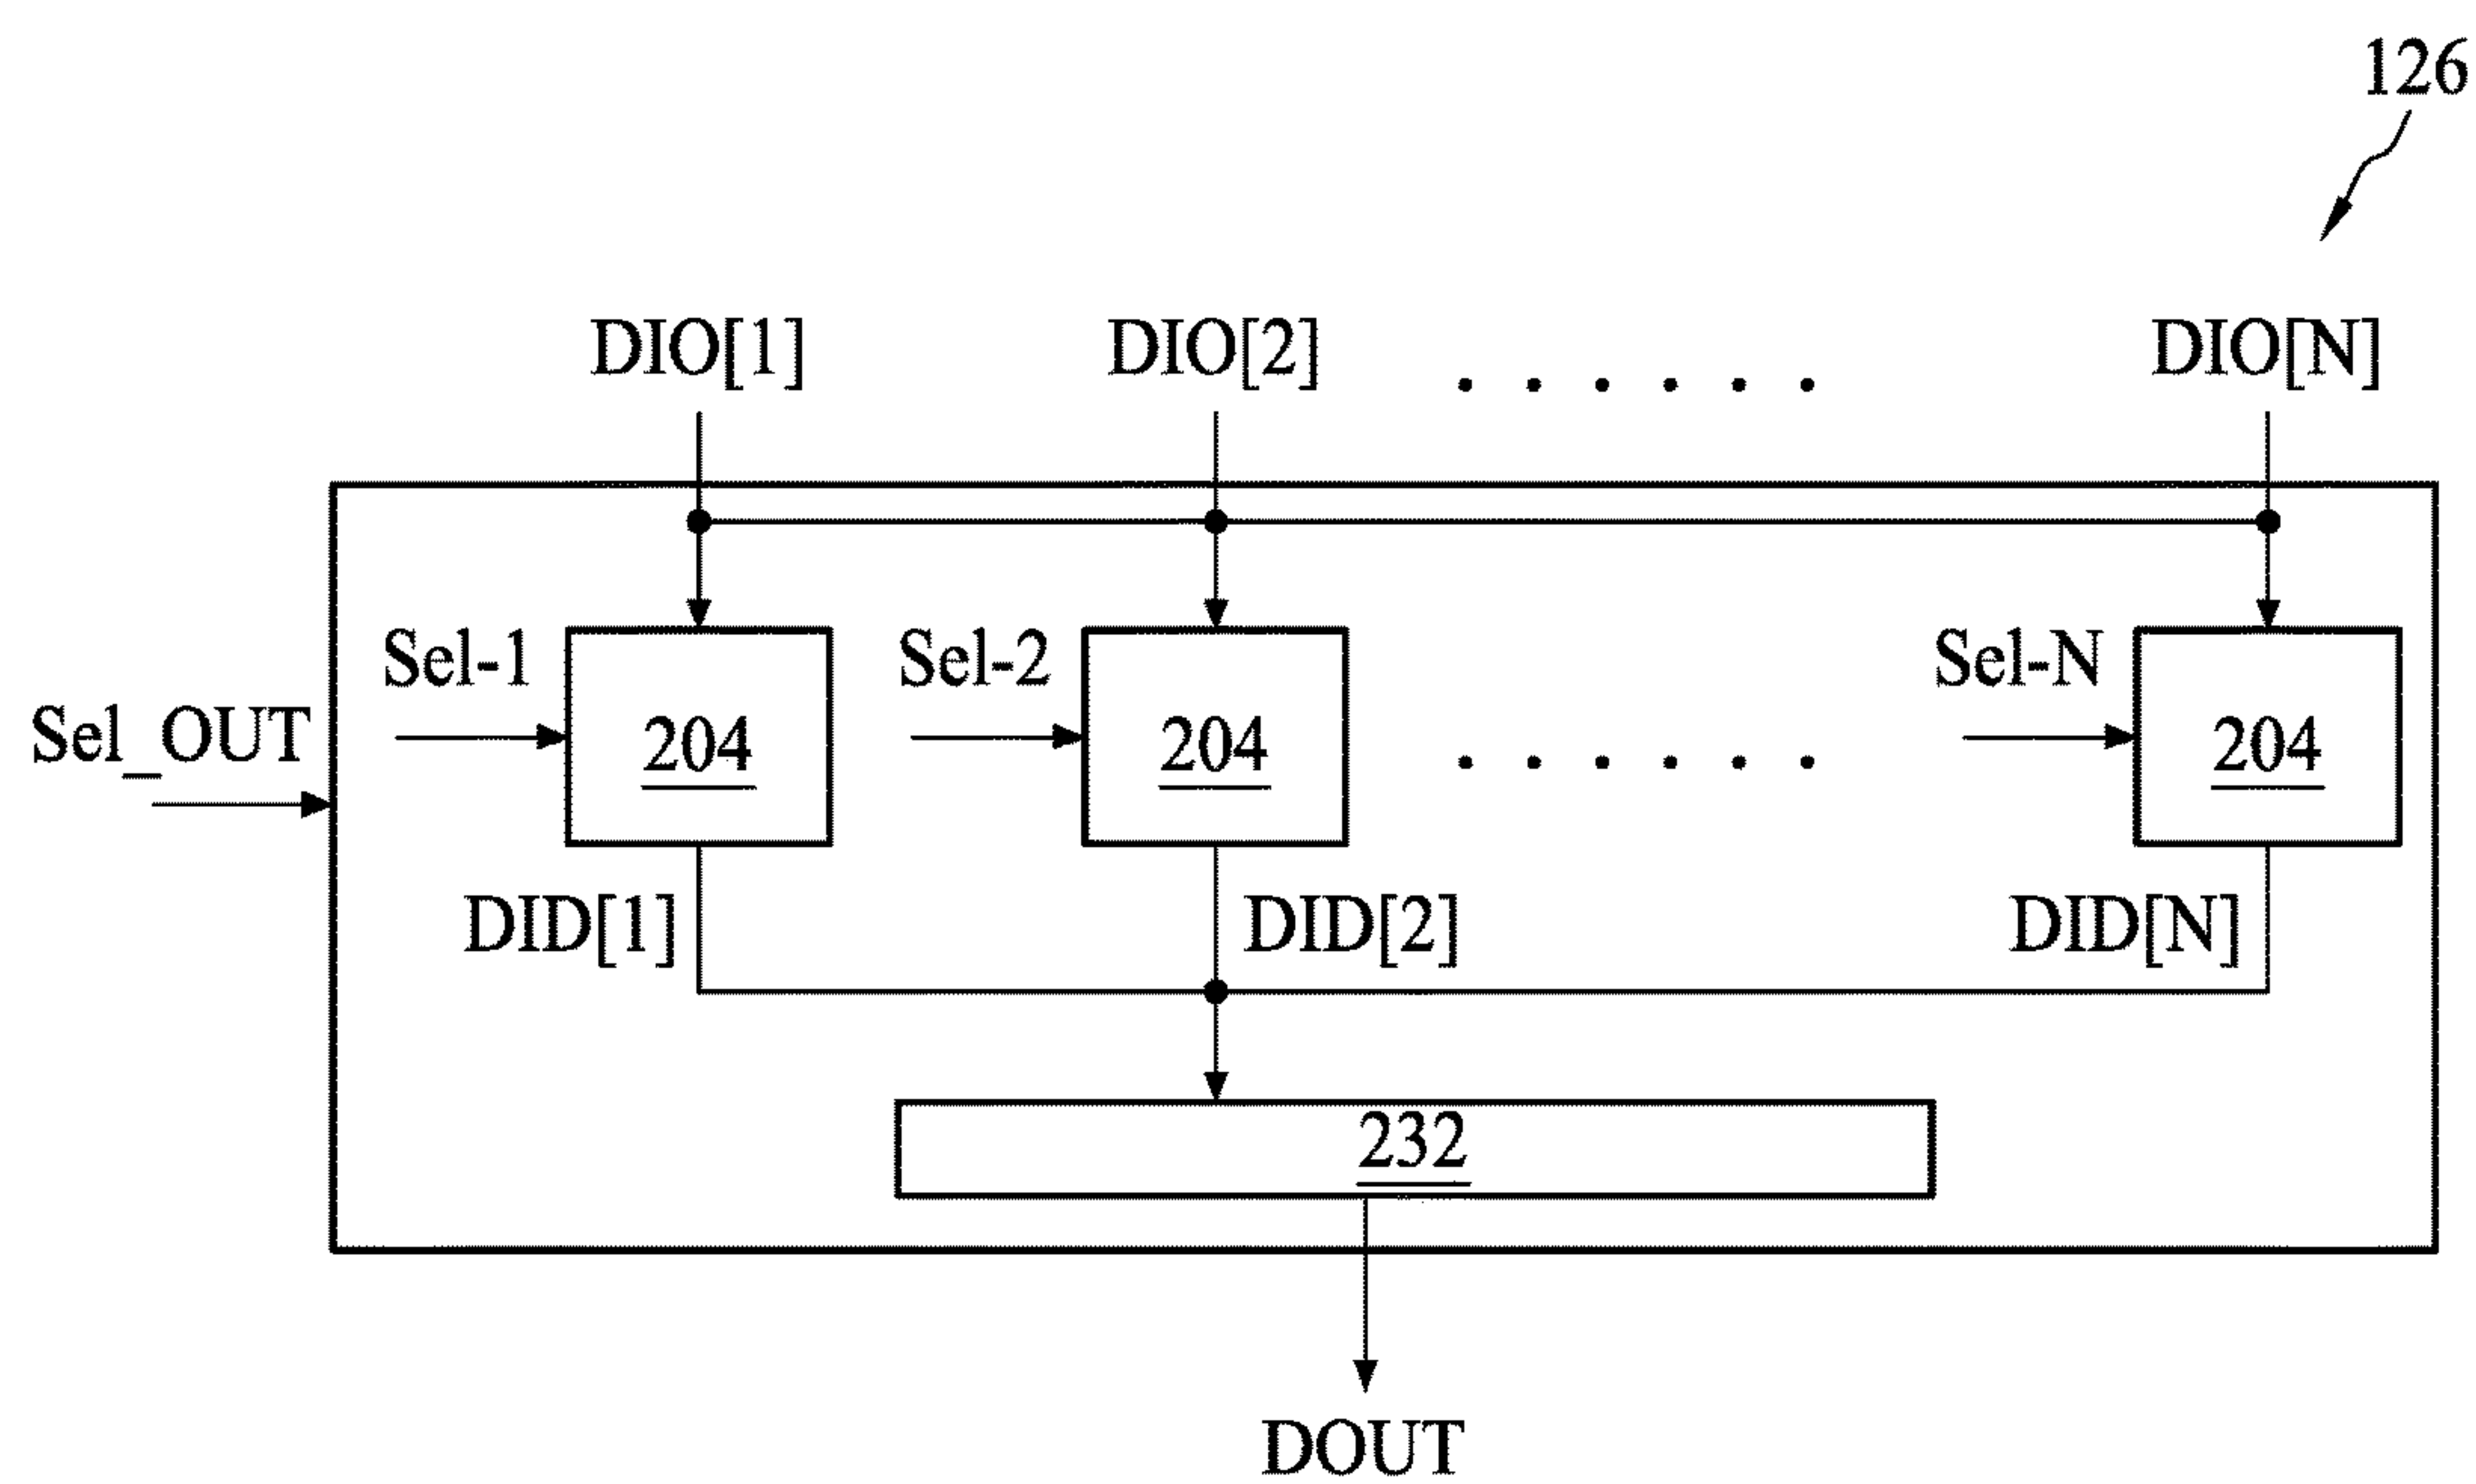 126
DIO[1] DIO[2] . . . . . . DIO[N]
Sel-1 Sel-2 Sel-N
Sel_OUT 204 204 . . . . . . 204
DID[1] DID[2] DID[N]
232
DOUT